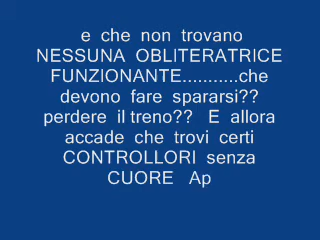 e che non trovano
NESSUNA OBLITERATRICE
FUNZIONANTE...........che
devono fare spararsi??
perdere il treno?? E allora
accade che trovi certi
CONTROLLORI senza
CUORE Ap